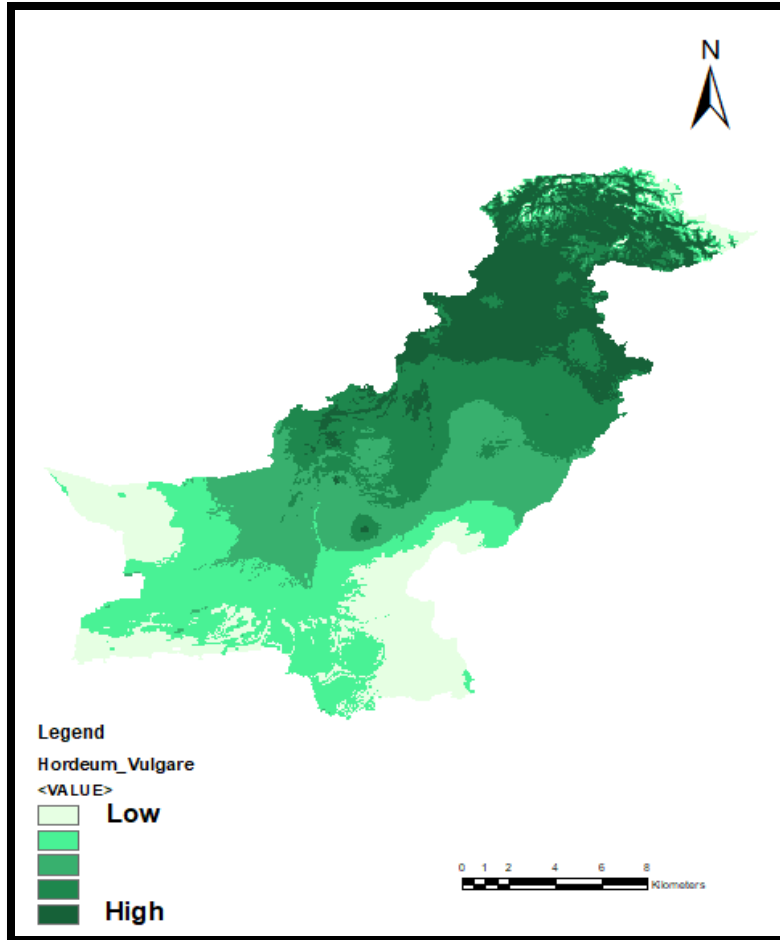 N
Legend
Hordeum_Vulgare
<VALUE>
Low
High
0 1 2 4 6 8
Kilometers